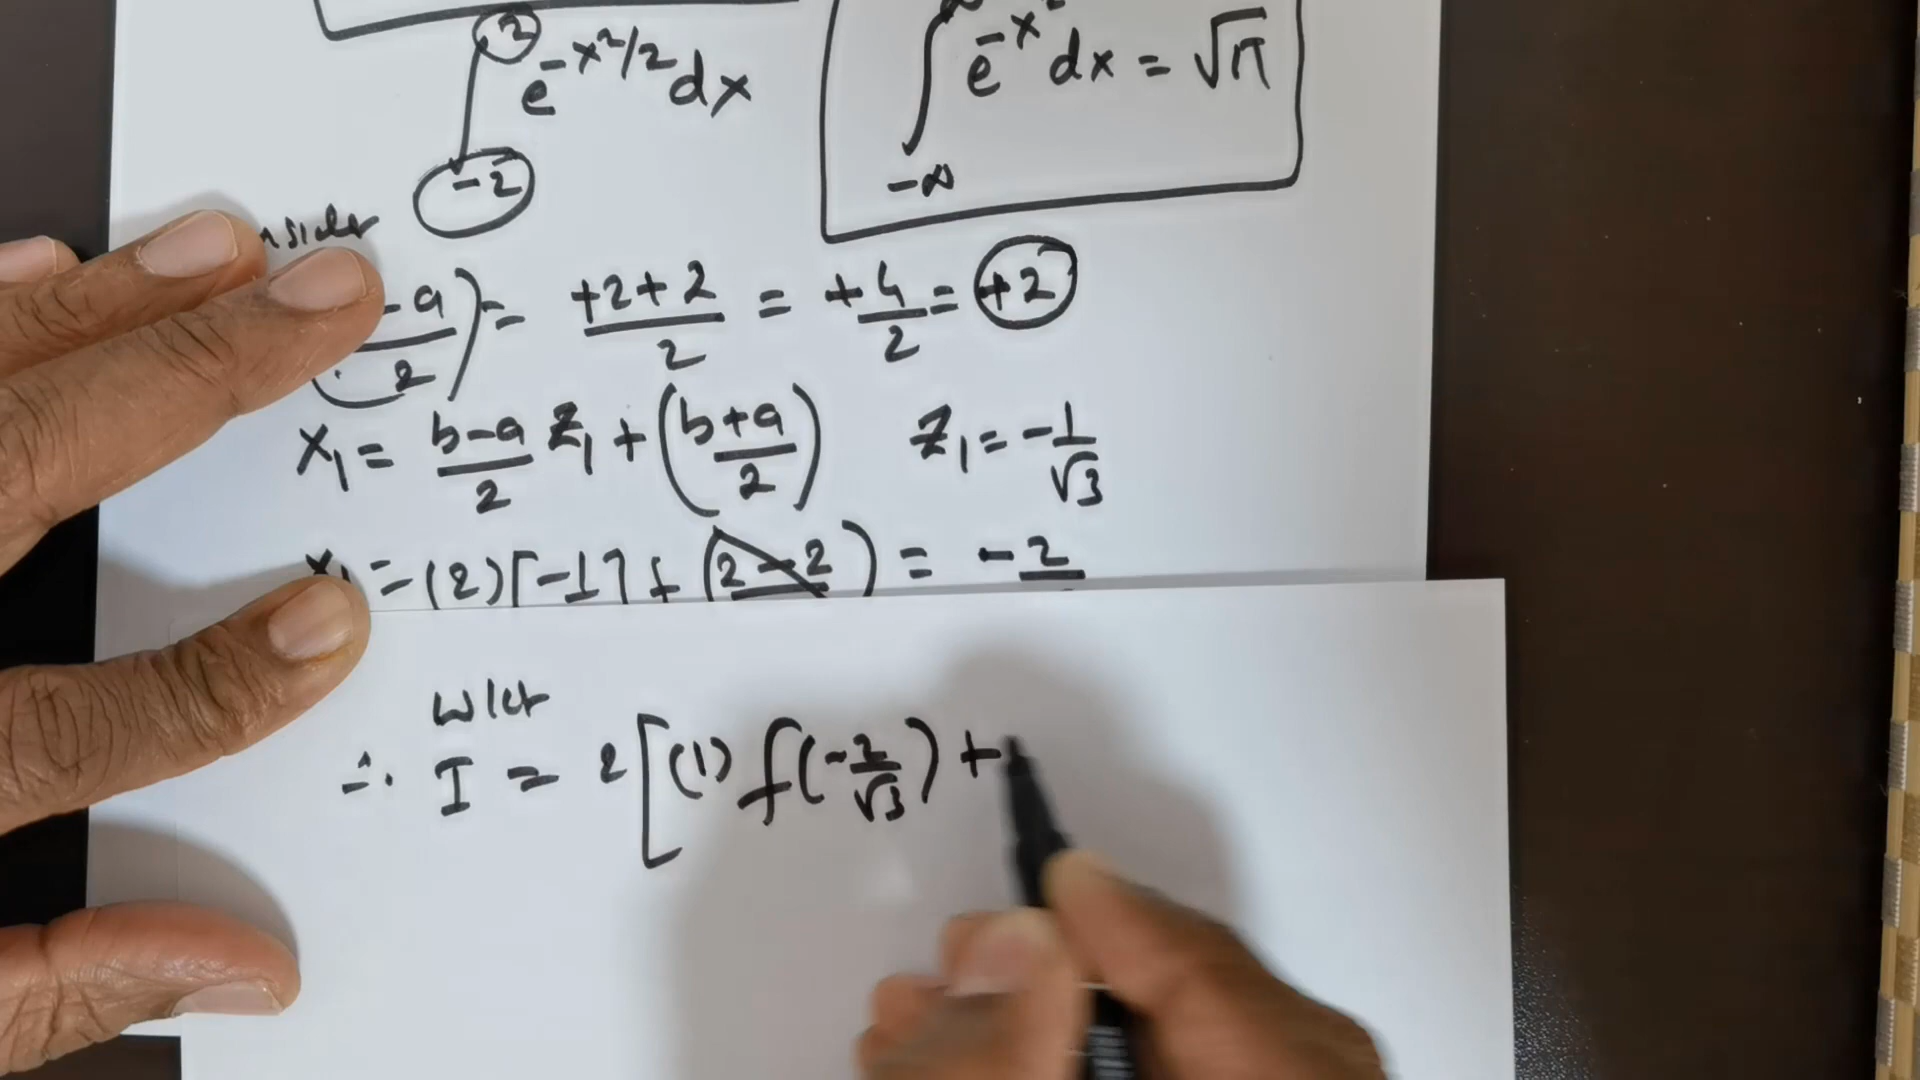 ∫_{-2}^{2} e^{-x²/2} dx
∫_{-∞} e^{-x²} dx = √π
-a/2) = +2+2/2 = +4/2 = +2
x₁ = b-a/2 z₁ + (b+a/2) z₁ = -1/√3
x₁ = (2)[-1] + (2-2) = -2
∴ I = 2[(1) f(-2/√3) +